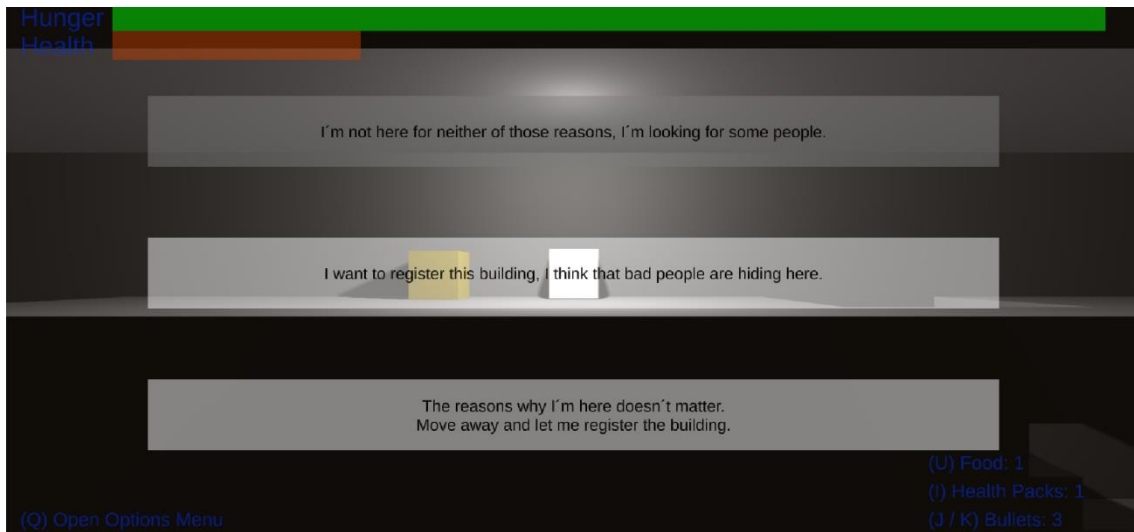 Hunger
Health
I´m not here for neither of those reasons, I´m looking for some people.
I want to register this building, I think that bad people are hiding here.
The reasons why I´m here doesn´t matter.
Move away and let me register the building.
(U) Food: 1
(I) Health Packs: 1
(Q) Open Options Menu
(J / K) Bullets: 3